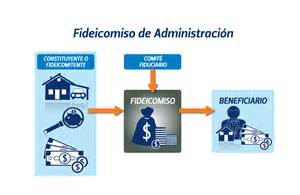 Fideicomiso de Administración
CONSTITUYENTE O
FIDEICOMITENTE
COMITÉ
FIDUCIARIO
FIDEICOMISO
BENEFICIARIO